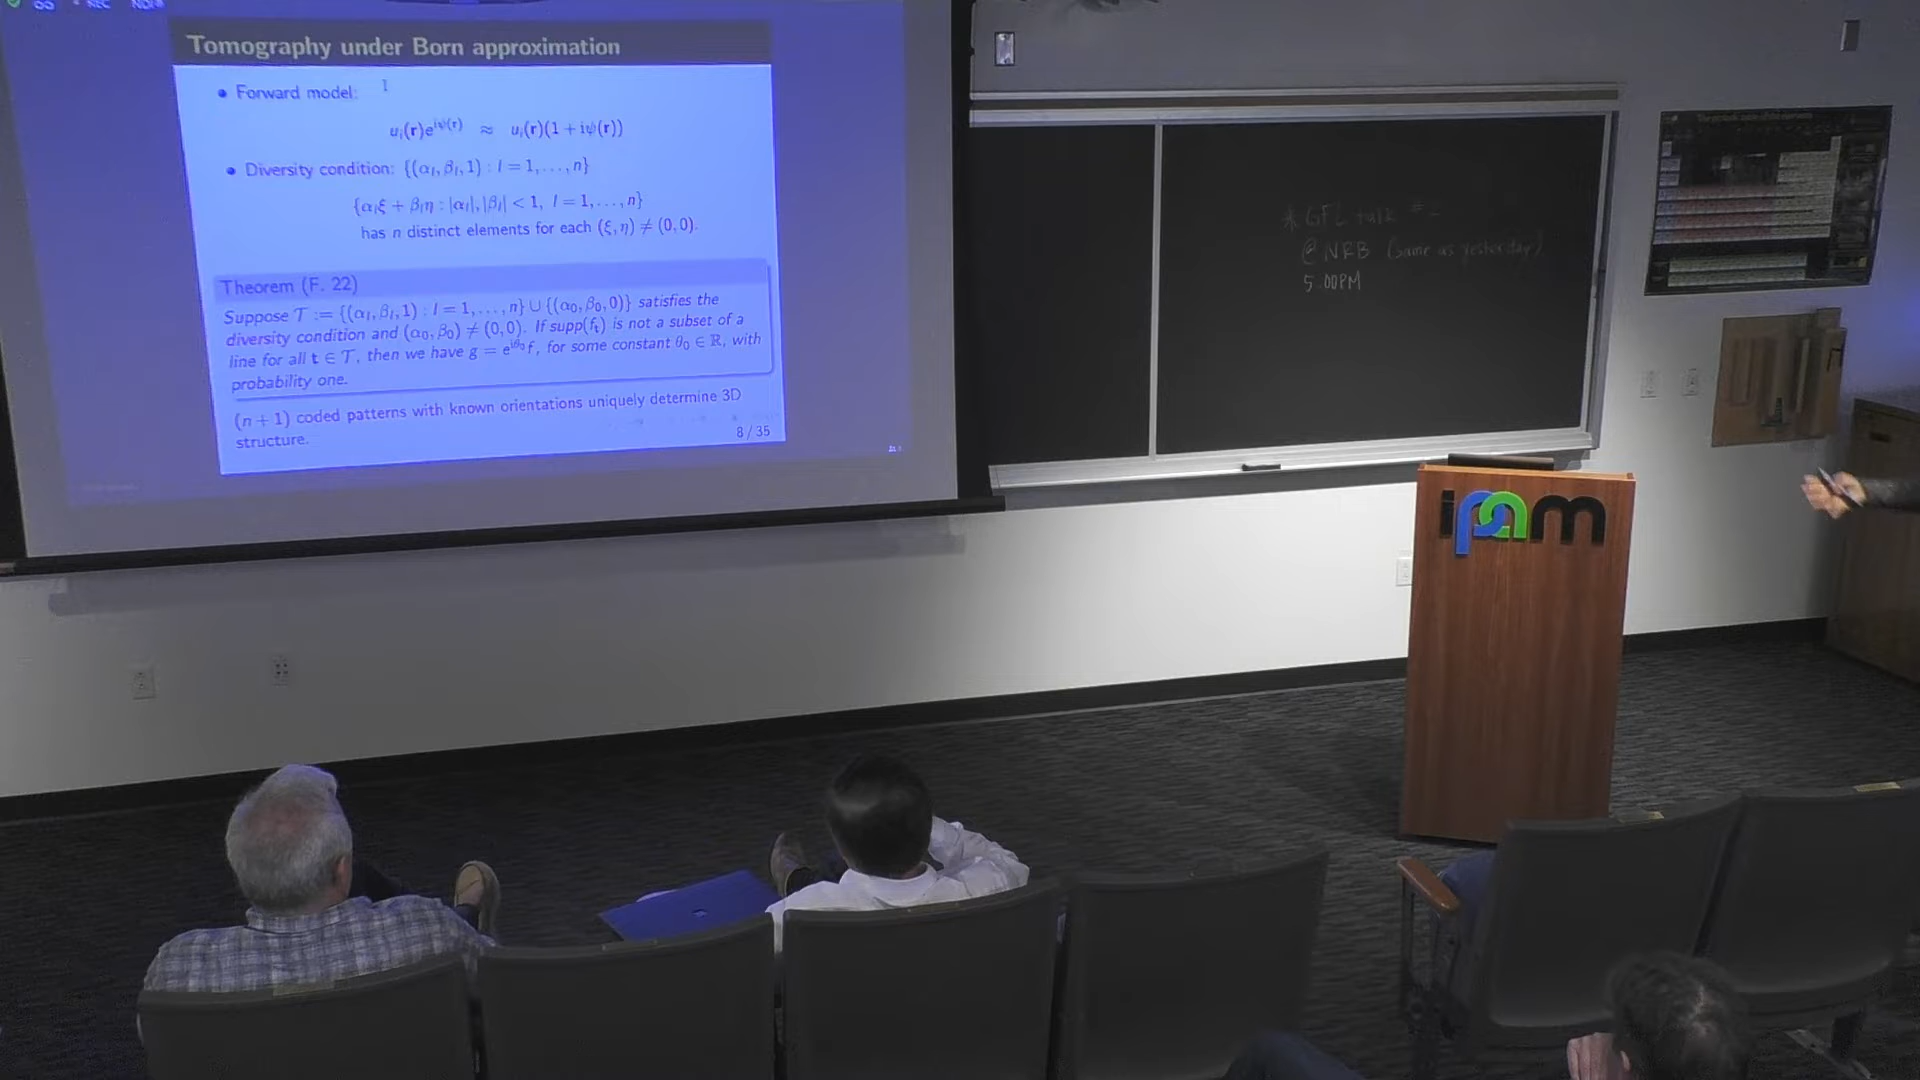 REC
Tomography under Born approximation
• Forward model:
uᵢ(r)e^{iψ(r)} ≈ uᵢ(r)(1 + iψ(r))
• Diversity condition: {(αₗ, βₗ, 1) : l = 1, . . . , n}
{αₗξ + βₗη : |αₗ|, |βₗ| < 1, l = 1, . . . , n}
has n distinct elements for each (ξ, η) ≠ (0, 0).
Theorem (F. 22)
Suppose 𝒯 := {(αₗ, βₗ, 1) : l = 1, . . . , n} ∪ {(α₀, β₀, 0)} satisfies the
diversity condition and (α₀, β₀) ≠ (0, 0). If supp(fₜ) is not a subset of a
line for all t ∈ 𝒯, then we have g = e^{iθ₀}f, for some constant θ₀ ∈ ℝ, with
probability one.
(n + 1) coded patterns with known orientations uniquely determine 3D
structure.
8 / 35
talk
@ NRB (same as yesterday)
5:00PM
ipam